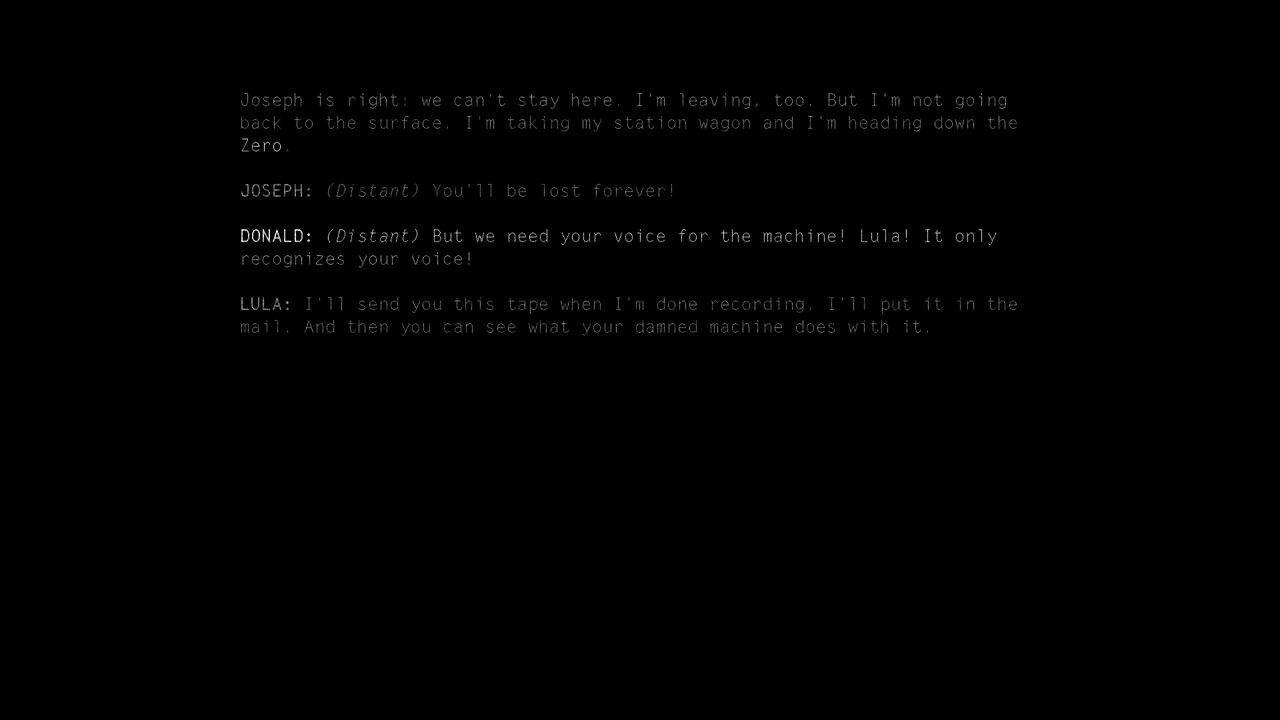 Joseph is right: we can't stay here. I'm leaving, too. But I'm not going
back to the surface. I'm taking my station wagon and I'm heading down the
Zero.
JOSEPH: (Distant) You'll be lost forever!
DONALD: (Distant) But we need your voice for the machine! Lula! It only
recognizes your voice!
LULA: I'll send you this tape when I'm done recording. I'll put it in the
mail. And then you can see what your damned machine does with it.